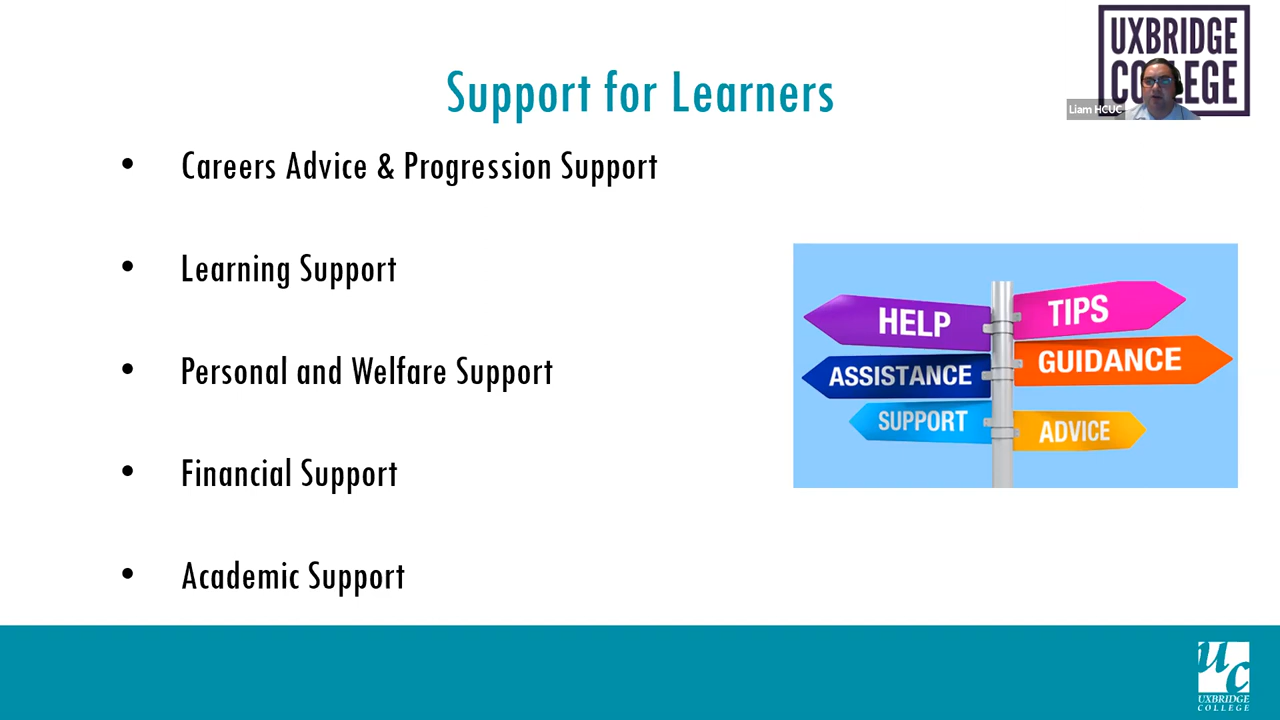 UXBRIDGE
COLLEGE
Liam HCUC
Support for Learners
• Careers Advice & Progression Support
• Learning Support
• Personal and Welfare Support
• Financial Support
• Academic Support
HELP
TIPS
ASSISTANCE
GUIDANCE
SUPPORT
ADVICE
uc
UXBRIDGE
COLLEGE